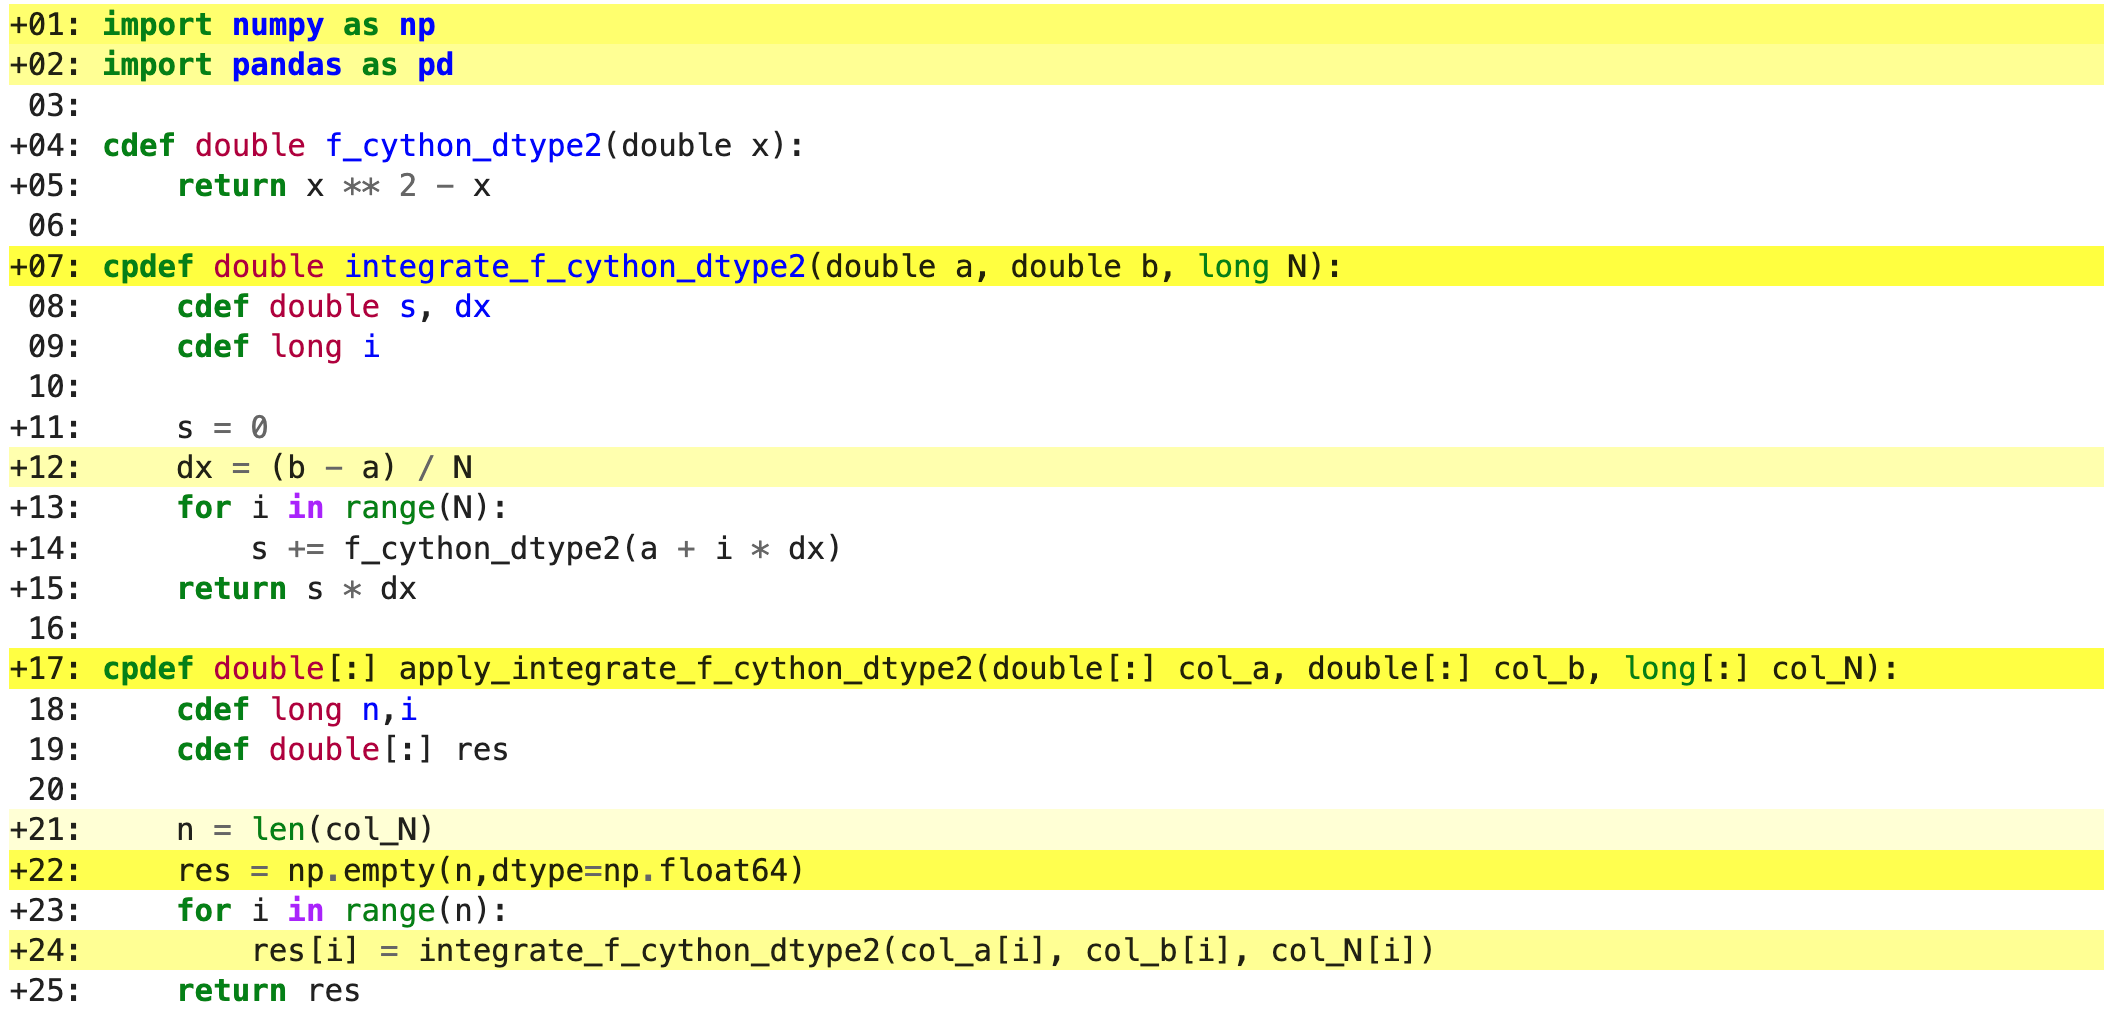 +01: import numpy as np
+02: import pandas as pd
 03:
+04: cdef double f_cython_dtype2(double x):
+05:     return x ** 2 - x
 06:
+07: cpdef double integrate_f_cython_dtype2(double a, double b, long N):
 08:     cdef double s, dx
 09:     cdef long i
 10:
+11:     s = 0
+12:     dx = (b - a) / N
+13:     for i in range(N):
+14:         s += f_cython_dtype2(a + i * dx)
+15:     return s * dx
 16:
+17: cpdef double[:] apply_integrate_f_cython_dtype2(double[:] col_a, double[:] col_b, long[:] col_N):
 18:     cdef long n,i
 19:     cdef double[:] res
 20:
+21:     n = len(col_N)
+22:     res = np.empty(n,dtype=np.float64)
+23:     for i in range(n):
+24:         res[i] = integrate_f_cython_dtype2(col_a[i], col_b[i], col_N[i])
+25:     return res